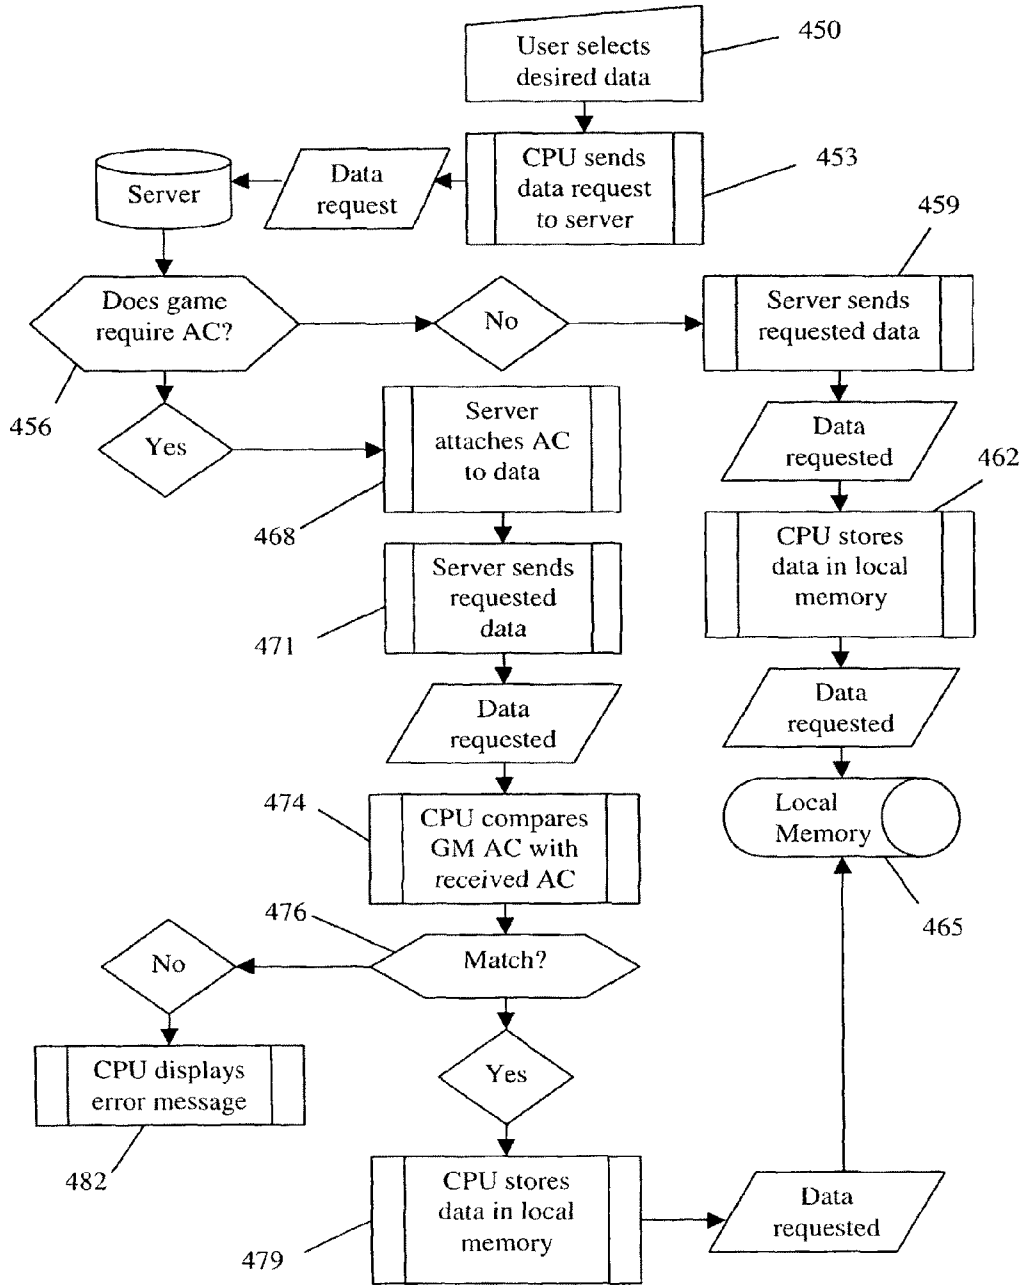 User selects
desired data
450
CPU sends
data request
to server
453
Data
request
Server
459
Does game
require AC?
456
No
Server sends
requested data
Yes
Server
attaches AC
to data
468
Data
requested
462
CPU stores
data in local
memory
Server sends
requested
data
471
Data
requested
Data
requested
474
CPU compares
GM AC with
received AC
Local
Memory
465
476
Match?
No
CPU displays
error message
482
Yes
CPU stores
data in local
memory
479
Data
requested